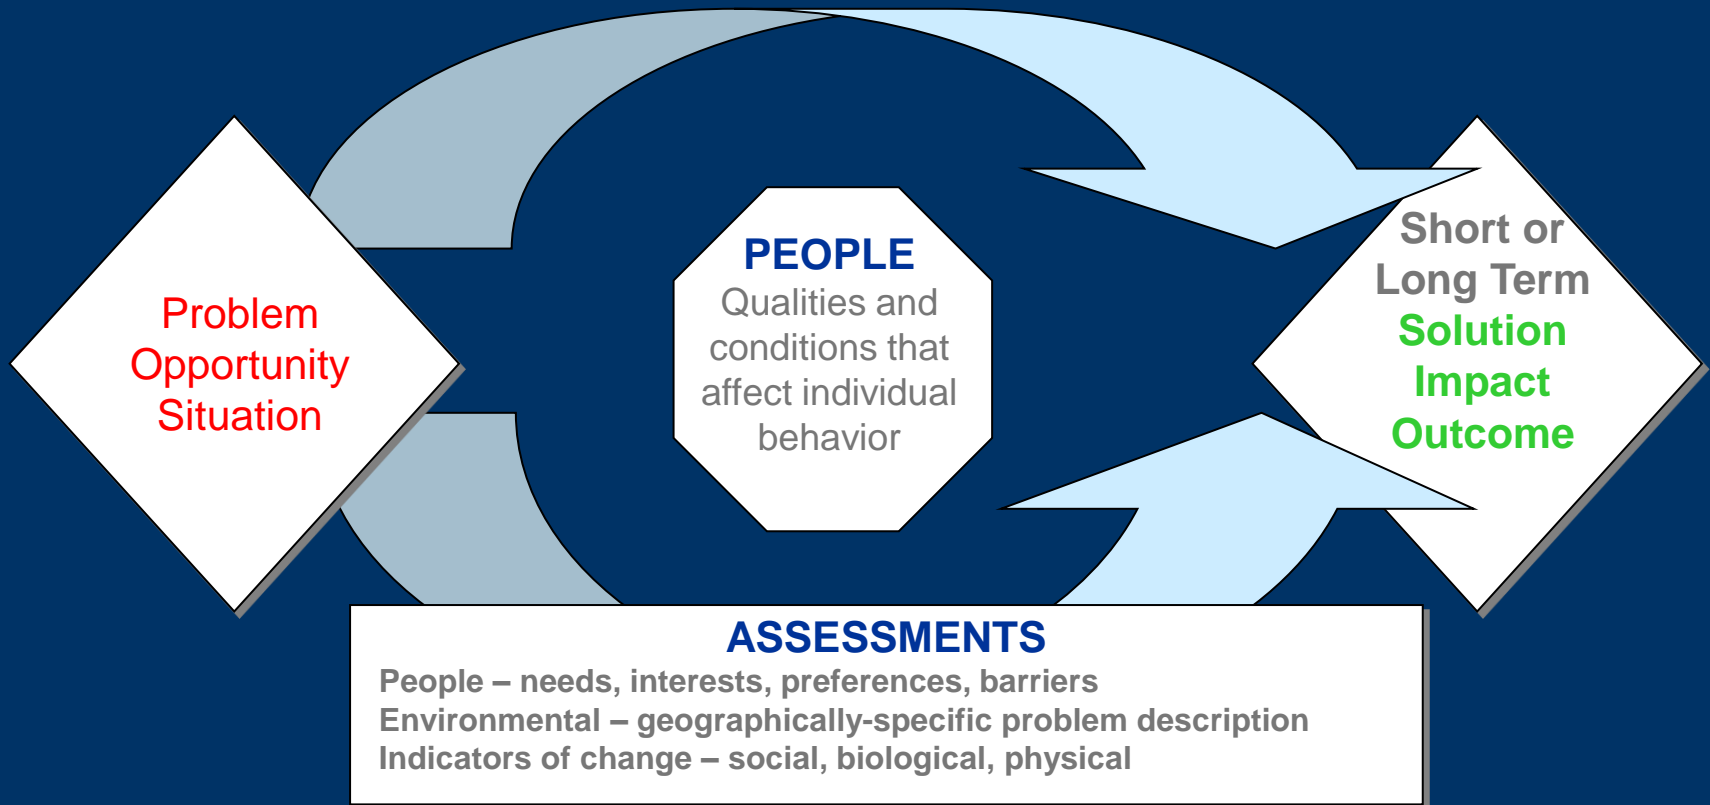 Problem
Opportunity
Situation
PEOPLE
Qualities and
conditions that
affect individual
behavior
Short or
Long Term
Solution
Impact
Outcome
ASSESSMENTS
People – needs, interests, preferences, barriers
Environmental – geographically-specific problem description
Indicators of change – social, biological, physical